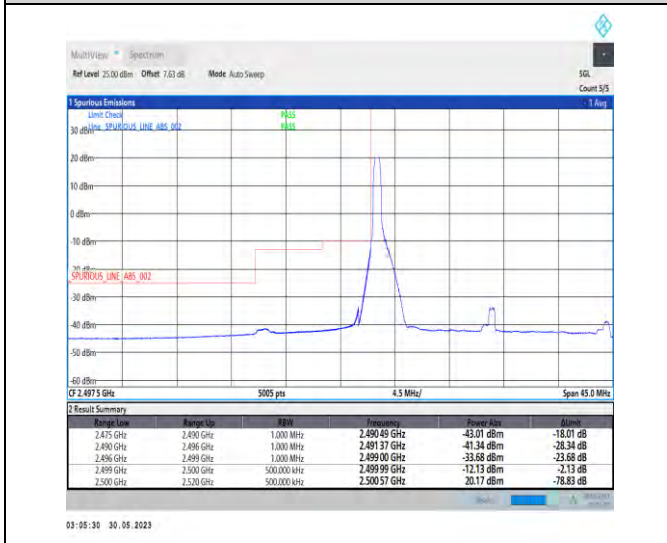 MultiView Spectrum
Ref Level 25.00 dBm Offset 7.63 dB Mode Auto Sweep SGL
Count 5/5
1 Spurious Emissions 1 Avg
Limit Check PASS
30 dBm Line SPURIOUS_LINE_ABS_002 PASS
20 dBm
10 dBm
0 dBm
-10 dBm
-20 dBm
SPURIOUS_LINE_ABS_002
-30 dBm
-40 dBm
-50 dBm
-60 dBm
CF 2.497 5 GHz 5005 pts 4.5 MHz/ Span 45.0 MHz
2 Result Summary
Range Low Range Up RBW Frequency Power Abs ΔLimit
2.475 GHz 2.490 GHz 1.000 MHz 2.490 49 GHz -43.01 dBm -18.01 dB
2.490 GHz 2.496 GHz 1.000 MHz 2.491 37 GHz -41.34 dBm -28.34 dB
2.496 GHz 2.499 GHz 1.000 MHz 2.499 00 GHz -33.68 dBm -23.68 dB
2.499 GHz 2.500 GHz 500.000 kHz 2.499 99 GHz -12.13 dBm -2.13 dB
2.500 GHz 2.520 GHz 500.000 kHz 2.500 57 GHz 20.17 dBm -78.83 dB
03:05:30 30.05.2023